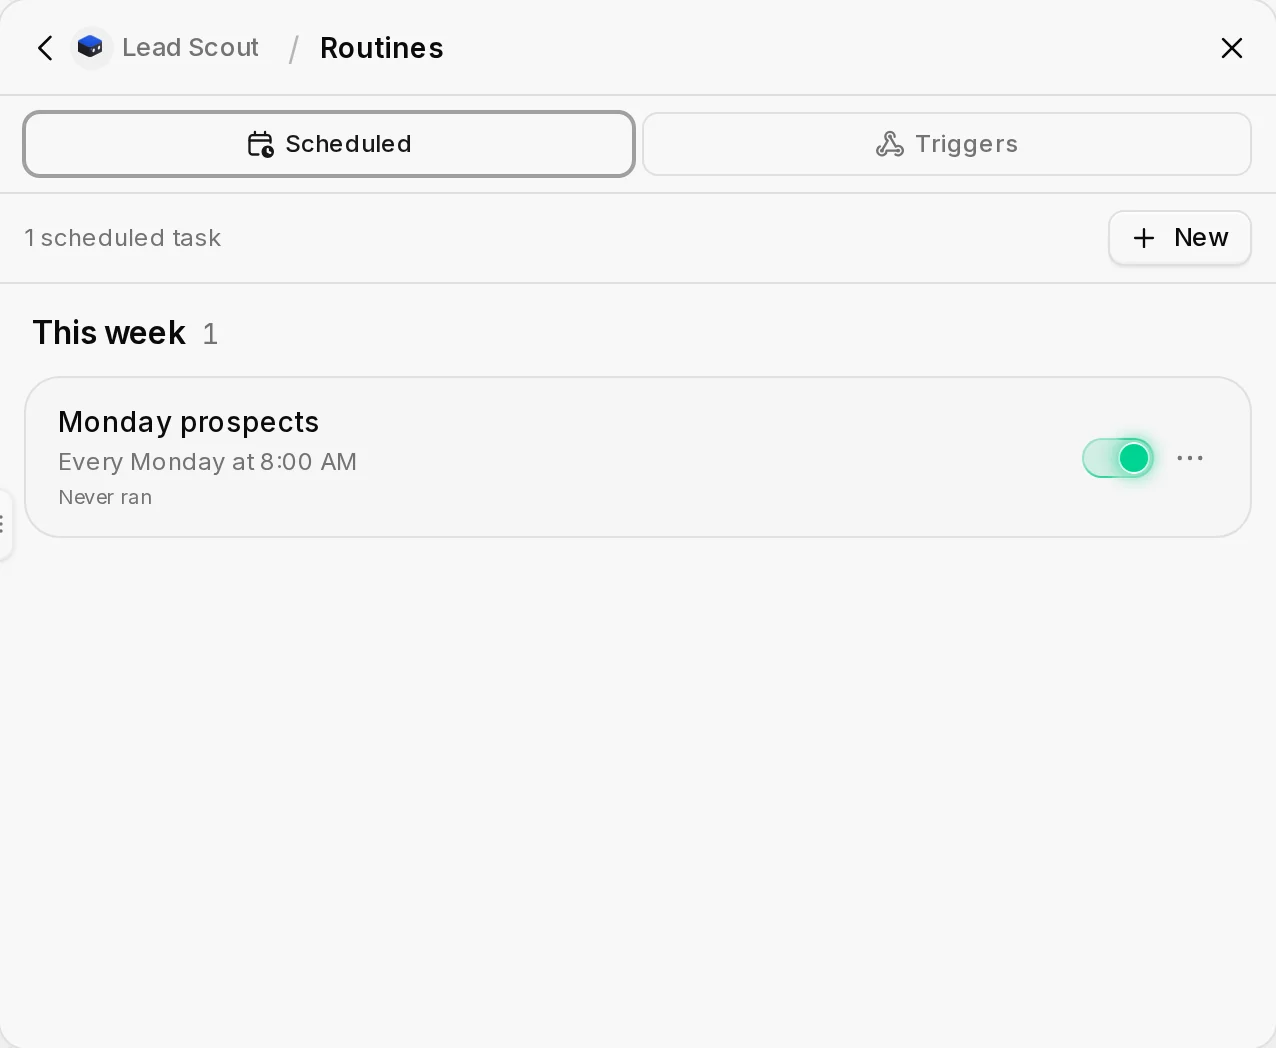 Lead Scout / Routines
Scheduled
Triggers
1 scheduled task
New
This week 1
Monday prospects
Every Monday at 8:00 AM
Never ran